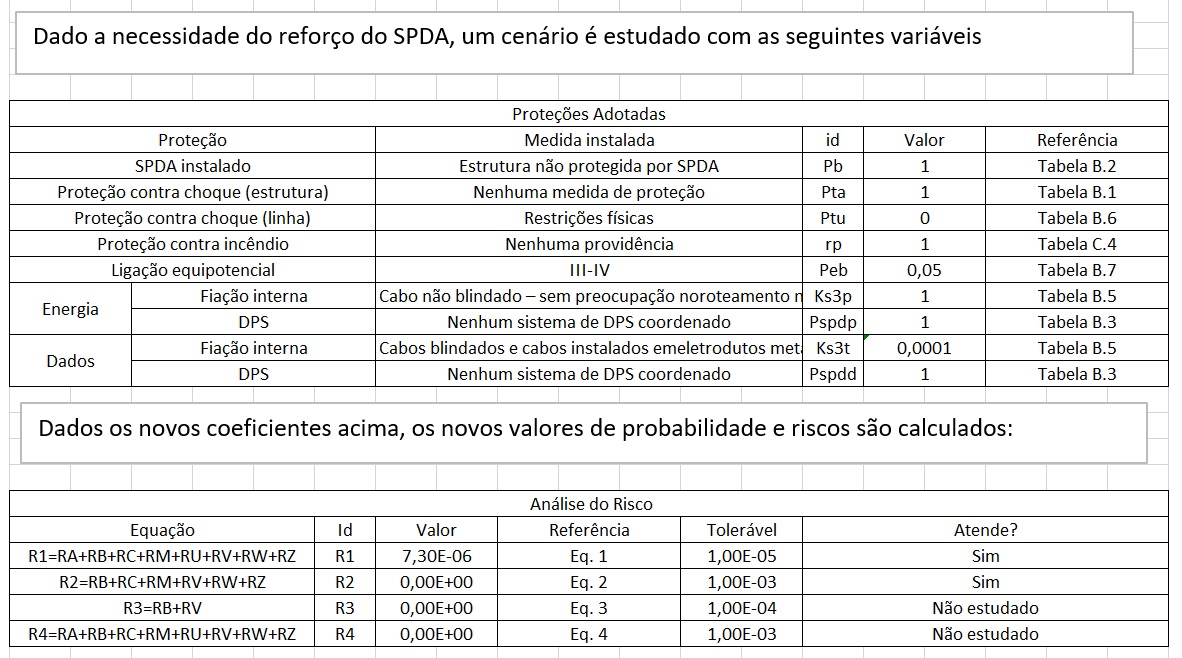 Dado a necessidade do reforço do SPDA, um cenário é estudado com as seguintes variáveis
Proteções Adotadas
Proteção Medida instalada id Valor Referência
SPDA instalado Estrutura não protegida por SPDA Pb 1 Tabela B.2
Proteção contra choque (estrutura) Nenhuma medida de proteção Pta 1 Tabela B.1
Proteção contra choque (linha) Restrições físicas Ptu 0 Tabela B.6
Proteção contra incêndio Nenhuma providência rp 1 Tabela C.4
Ligação equipotencial III-IV Peb 0,05 Tabela B.7
Energia Fiação interna Cabo não blindado – sem preocupação noroteamento n Ks3p 1 Tabela B.5
DPS Nenhum sistema de DPS coordenado Pspdp 1 Tabela B.3
Dados Fiação interna Cabos blindados e cabos instalados emeletrodutos meta Ks3t 0,0001 Tabela B.5
DPS Nenhum sistema de DPS coordenado Pspdd 1 Tabela B.3
Dados os novos coeficientes acima, os novos valores de probabilidade e riscos são calculados:
Análise do Risco
Equação Id Valor Referência Tolerável Atende?
R1=RA+RB+RC+RM+RU+RV+RW+RZ R1 7,30E-06 Eq. 1 1,00E-05 Sim
R2=RB+RC+RM+RV+RW+RZ R2 0,00E+00 Eq. 2 1,00E-03 Sim
R3=RB+RV R3 0,00E+00 Eq. 3 1,00E-04 Não estudado
R4=RA+RB+RC+RM+RU+RV+RW+RZ R4 0,00E+00 Eq. 4 1,00E-03 Não estudado